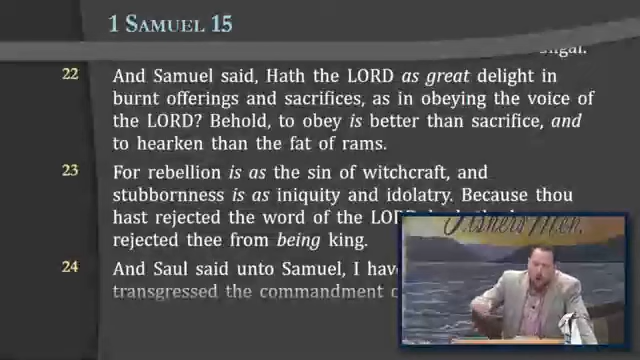 1 SAMUEL 15
22 And Samuel said, Hath the LORD as great delight in
burnt offerings and sacrifices, as in obeying the voice of
the LORD? Behold, to obey is better than sacrifice, and
to hearken than the fat of rams.
23 For rebellion is as the sin of witchcraft, and
stubbornness is as iniquity and idolatry. Because thou
hast rejected the word of the LORD
rejected thee from being king.
24 And Saul said unto Samuel, I have
transgressed the commandment
Fishers of Men.